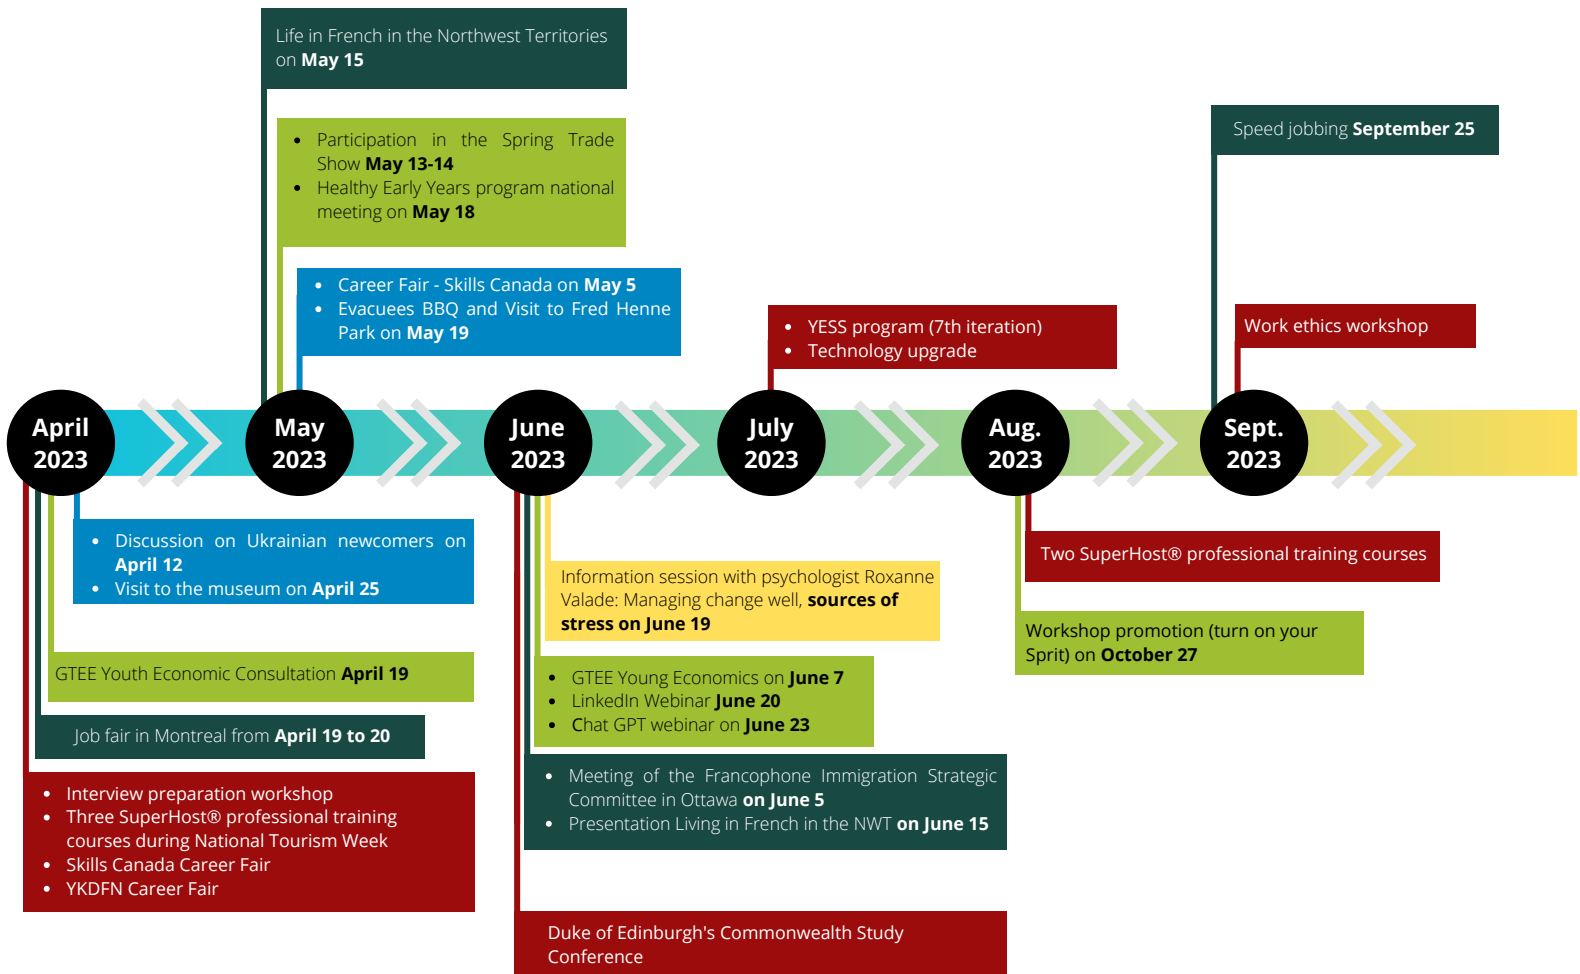 Life in French in the Northwest Territories
on May 15
• Participation in the Spring Trade
Show May 13-14
• Healthy Early Years program national
meeting on May 18
• Career Fair - Skills Canada on May 5
• Evacuees BBQ and Visit to Fred Henne
Park on May 19
Speed jobbing September 25
• YESS program (7th iteration)
• Technology upgrade
Work ethics workshop
April
2023
May
2023
June
2023
July
2023
Aug.
2023
Sept.
2023
• Discussion on Ukrainian newcomers on
April 12
• Visit to the museum on April 25
GTEE Youth Economic Consultation April 19
Job fair in Montreal from April 19 to 20
• Interview preparation workshop
• Three SuperHost® professional training
courses during National Tourism Week
• Skills Canada Career Fair
• YKDFN Career Fair
Information session with psychologist Roxanne
Valade: Managing change well, sources of
stress on June 19
• GTEE Young Economics on June 7
• LinkedIn Webinar June 20
• Chat GPT webinar on June 23
• Meeting of the Francophone Immigration Strategic
Committee in Ottawa on June 5
• Presentation Living in French in the NWT on June 15
Duke of Edinburgh's Commonwealth Study
Conference
Two SuperHost® professional training courses
Workshop promotion (turn on your
Sprit) on October 27